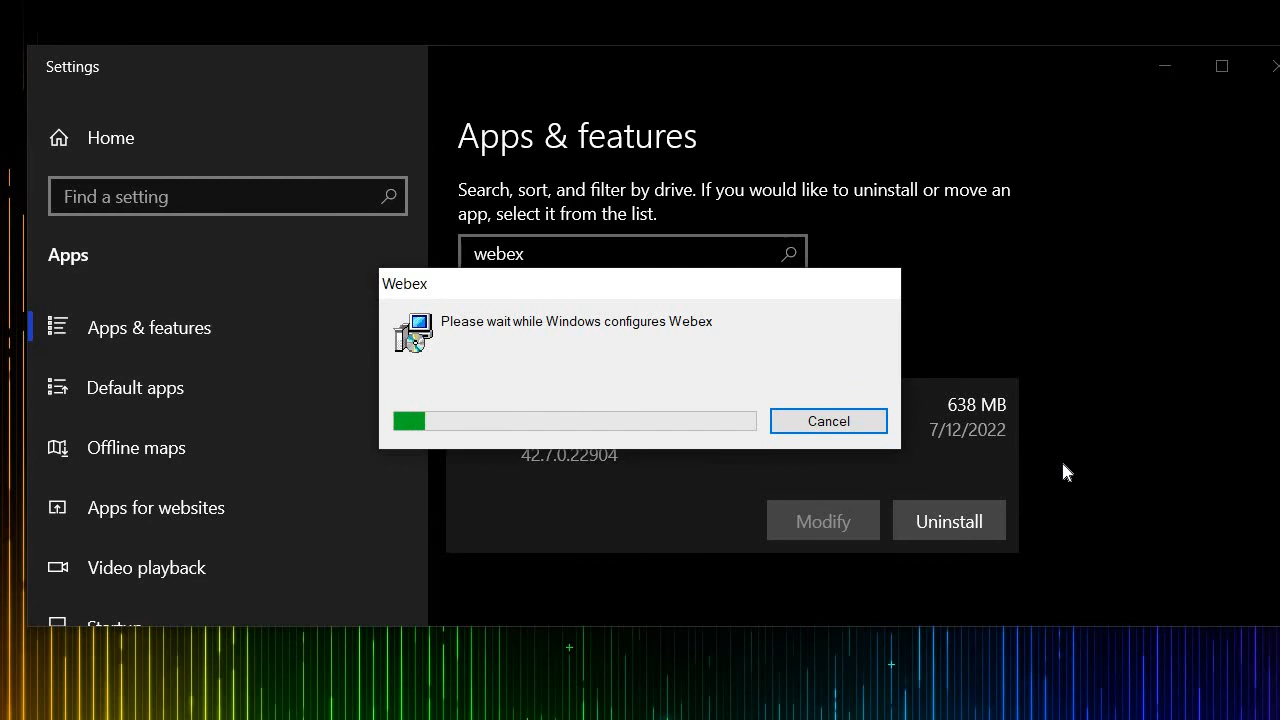 Settings
Home
Find a setting
Apps
Apps & features
Default apps
Offline maps
Apps for websites
Video playback
Startup
Apps & features
Search, sort, and filter by drive. If you would like to uninstall or move an
app, select it from the list.
webex
Webex
Please wait while Windows configures Webex
Cancel
638 MB
7/12/2022
42.7.0.22904
Modify
Uninstall